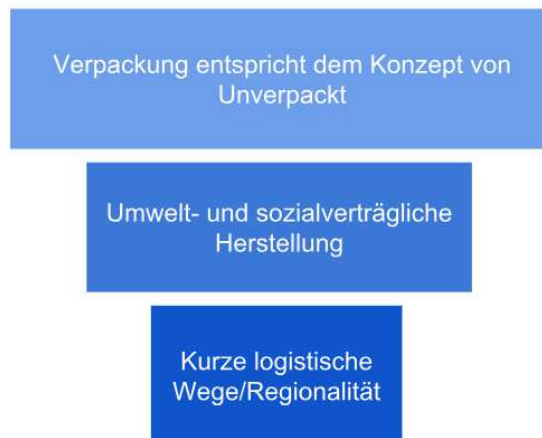 Verpackung entspricht dem Konzept von
Unverpackt
Umwelt- und sozialverträgliche
Herstellung
Kurze logistische
Wege/Regionalität